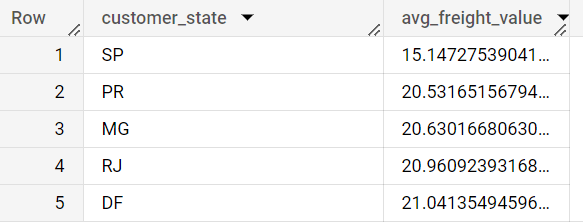 Row customer_state avg_freight_value
1 SP 15.14727539041...
2 PR 20.53165156794...
3 MG 20.63016680630...
4 RJ 20.96092393168...
5 DF 21.04135494596...